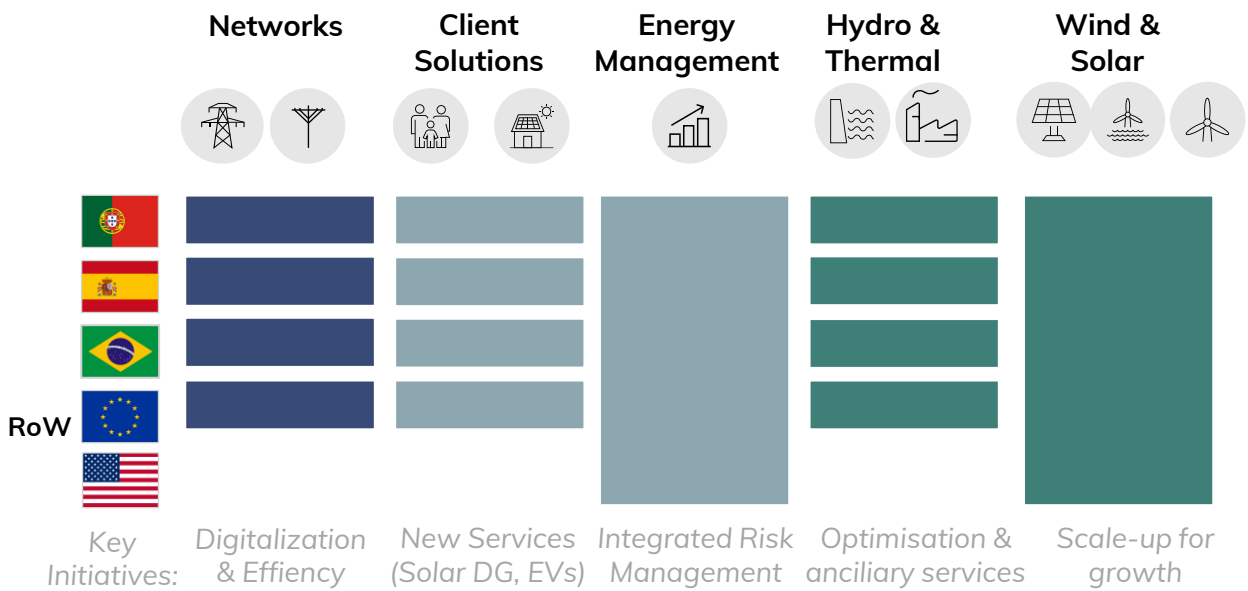 Networks
Client
Solutions
Energy
Management
Hydro &
Thermal
Wind &
Solar
RoW
Key
Initiatives:
Digitalization
& Effiency
New Services
(Solar DG, EVs)
Integrated Risk
Management
Optimisation &
ancillary services
Scale-up for
growth